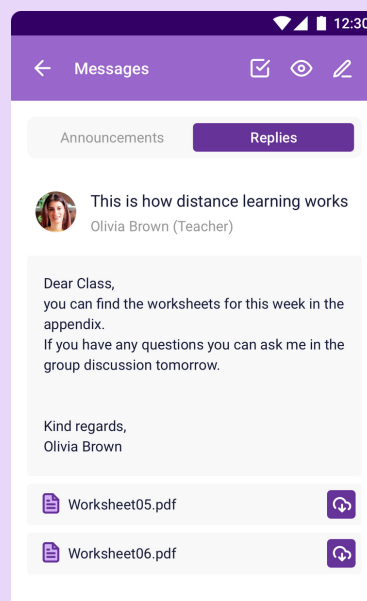 12:30
Messages
Announcements Replies
This is how distance learning works
Olivia Brown (Teacher)
Dear Class,
you can find the worksheets for this week in the
appendix.
If you have any questions you can ask me in the
group discussion tomorrow.
Kind regards,
Olivia Brown
Worksheet05.pdf
Worksheet06.pdf